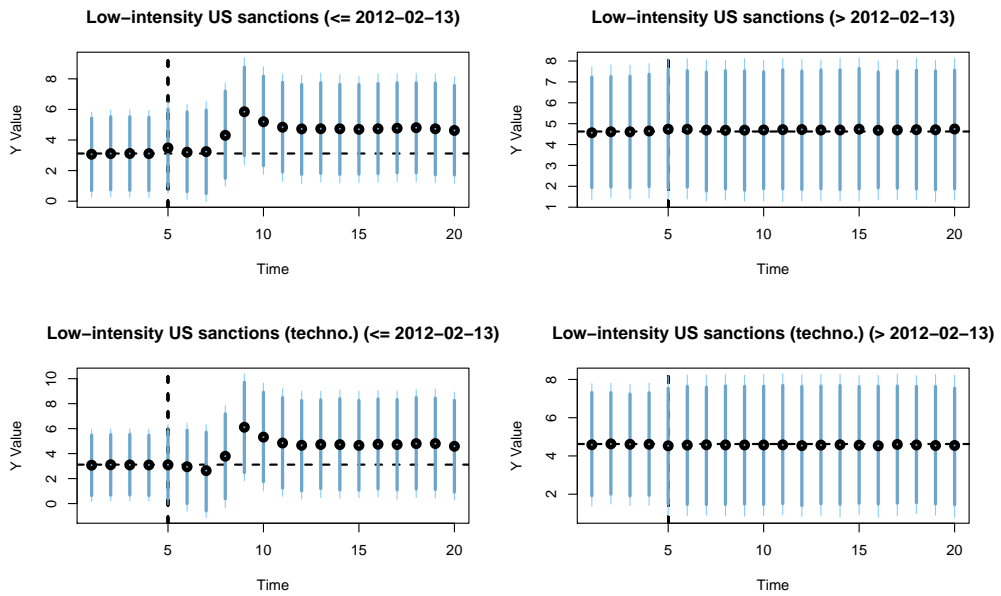 Low−intensity US sanctions (<= 2012−02−13)
Y Value
0 2 4 6 8
5 10 15 20
Time
Low−intensity US sanctions (> 2012−02−13)
Y Value
1 2 3 4 5 6 7 8
5 10 15 20
Time
Low−intensity US sanctions (techno.) (<= 2012−02−13)
Y Value
0 2 4 6 8 10
5 10 15 20
Time
Low−intensity US sanctions (techno.) (> 2012−02−13)
Y Value
2 4 6 8
5 10 15 20
Time